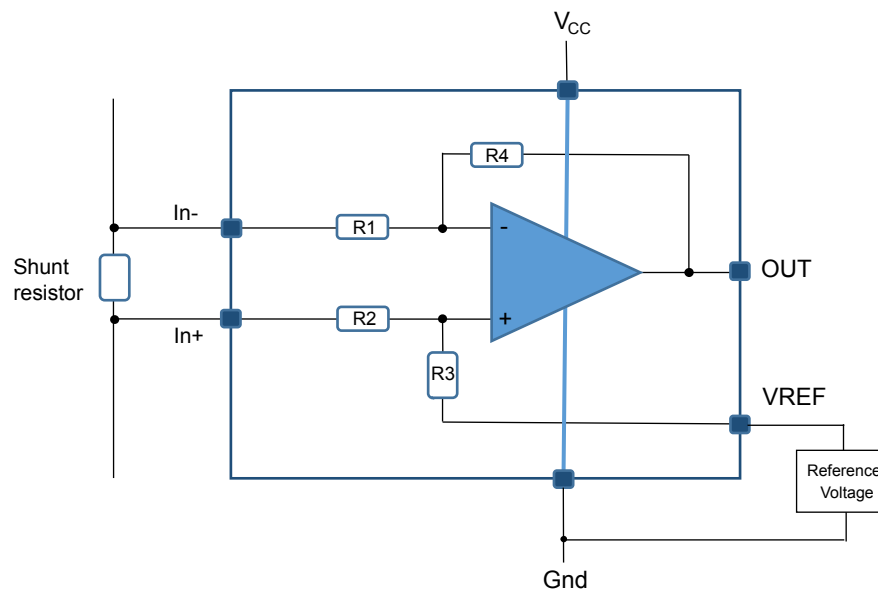 VCC
R4
In-
R1
-
Shunt
resistor
OUT
In+
R2
+
R3
VREF
Reference
Voltage
Gnd